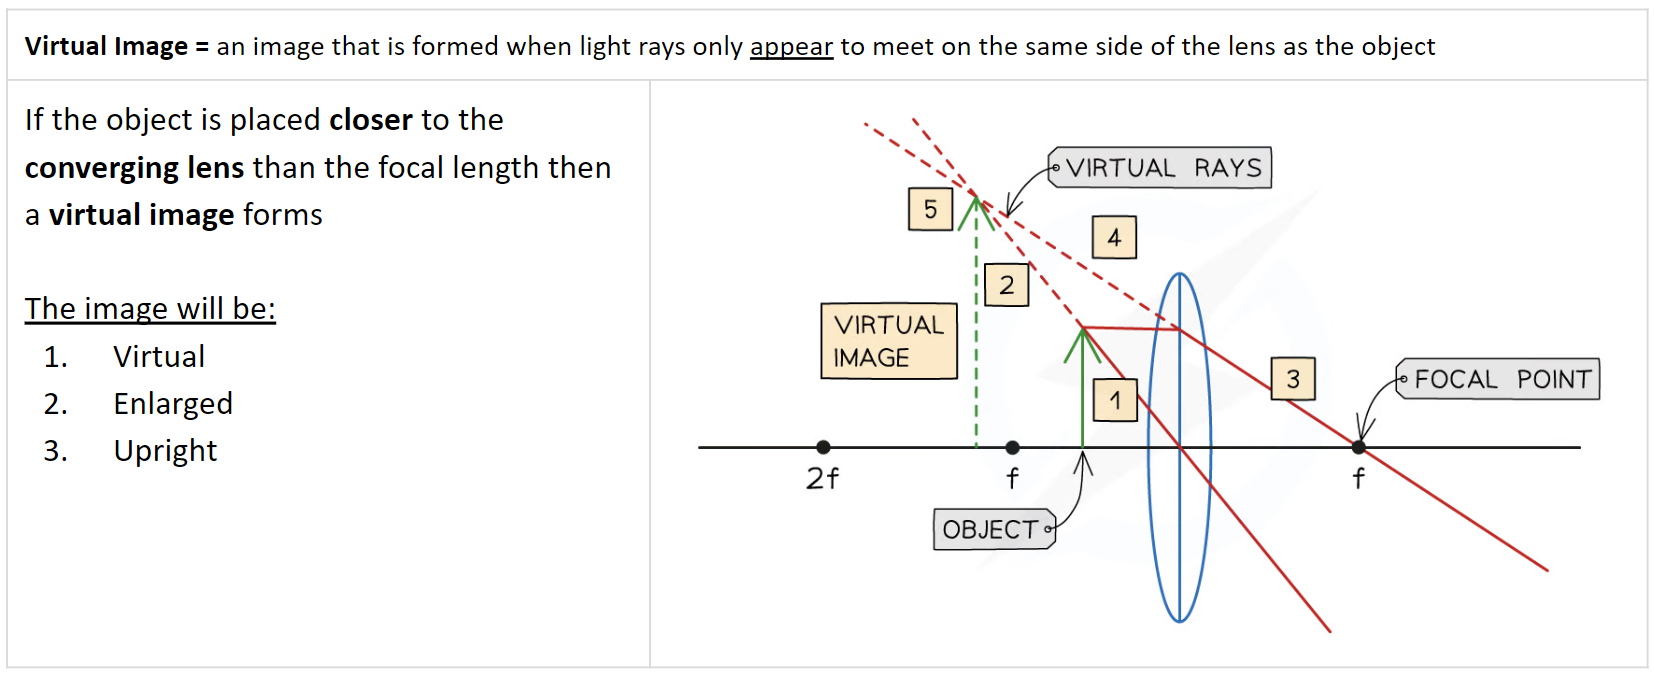 Virtual Image = an image that is formed when light rays only appear to meet on the same side of the lens as the object
If the object is placed closer to the
converging lens than the focal length then
a virtual image forms
The image will be:
1. Virtual
2. Enlarged
3. Upright
VIRTUAL RAYS
5
4
2
VIRTUAL
IMAGE
1
3
FOCAL POINT
2f
f
f
OBJECT